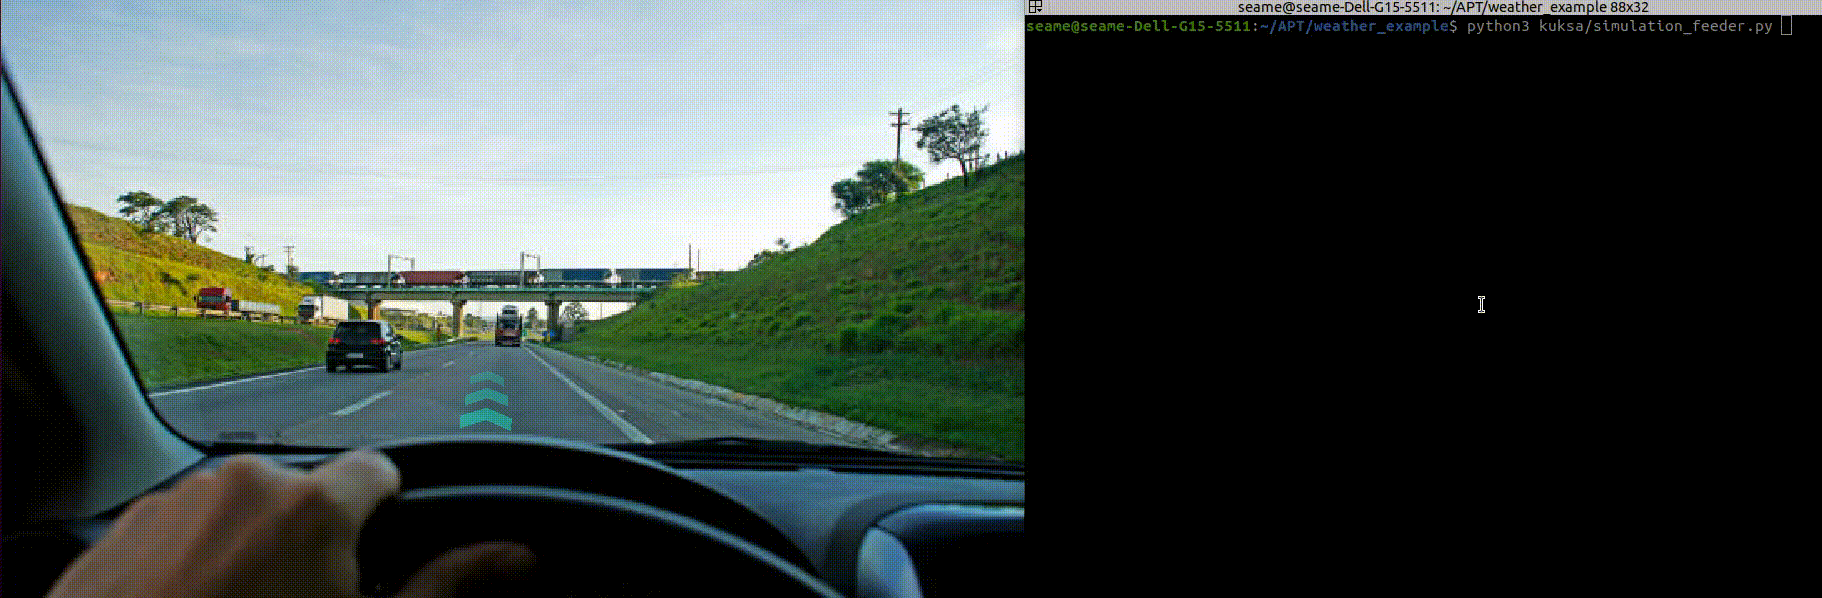 seame@seame-Dell-G15-5511: ~/APT/weather_example 88x32
seame@seame-Dell-G15-5511:~/APT/weather_example$ python3 kuksa/simulation_feeder.py